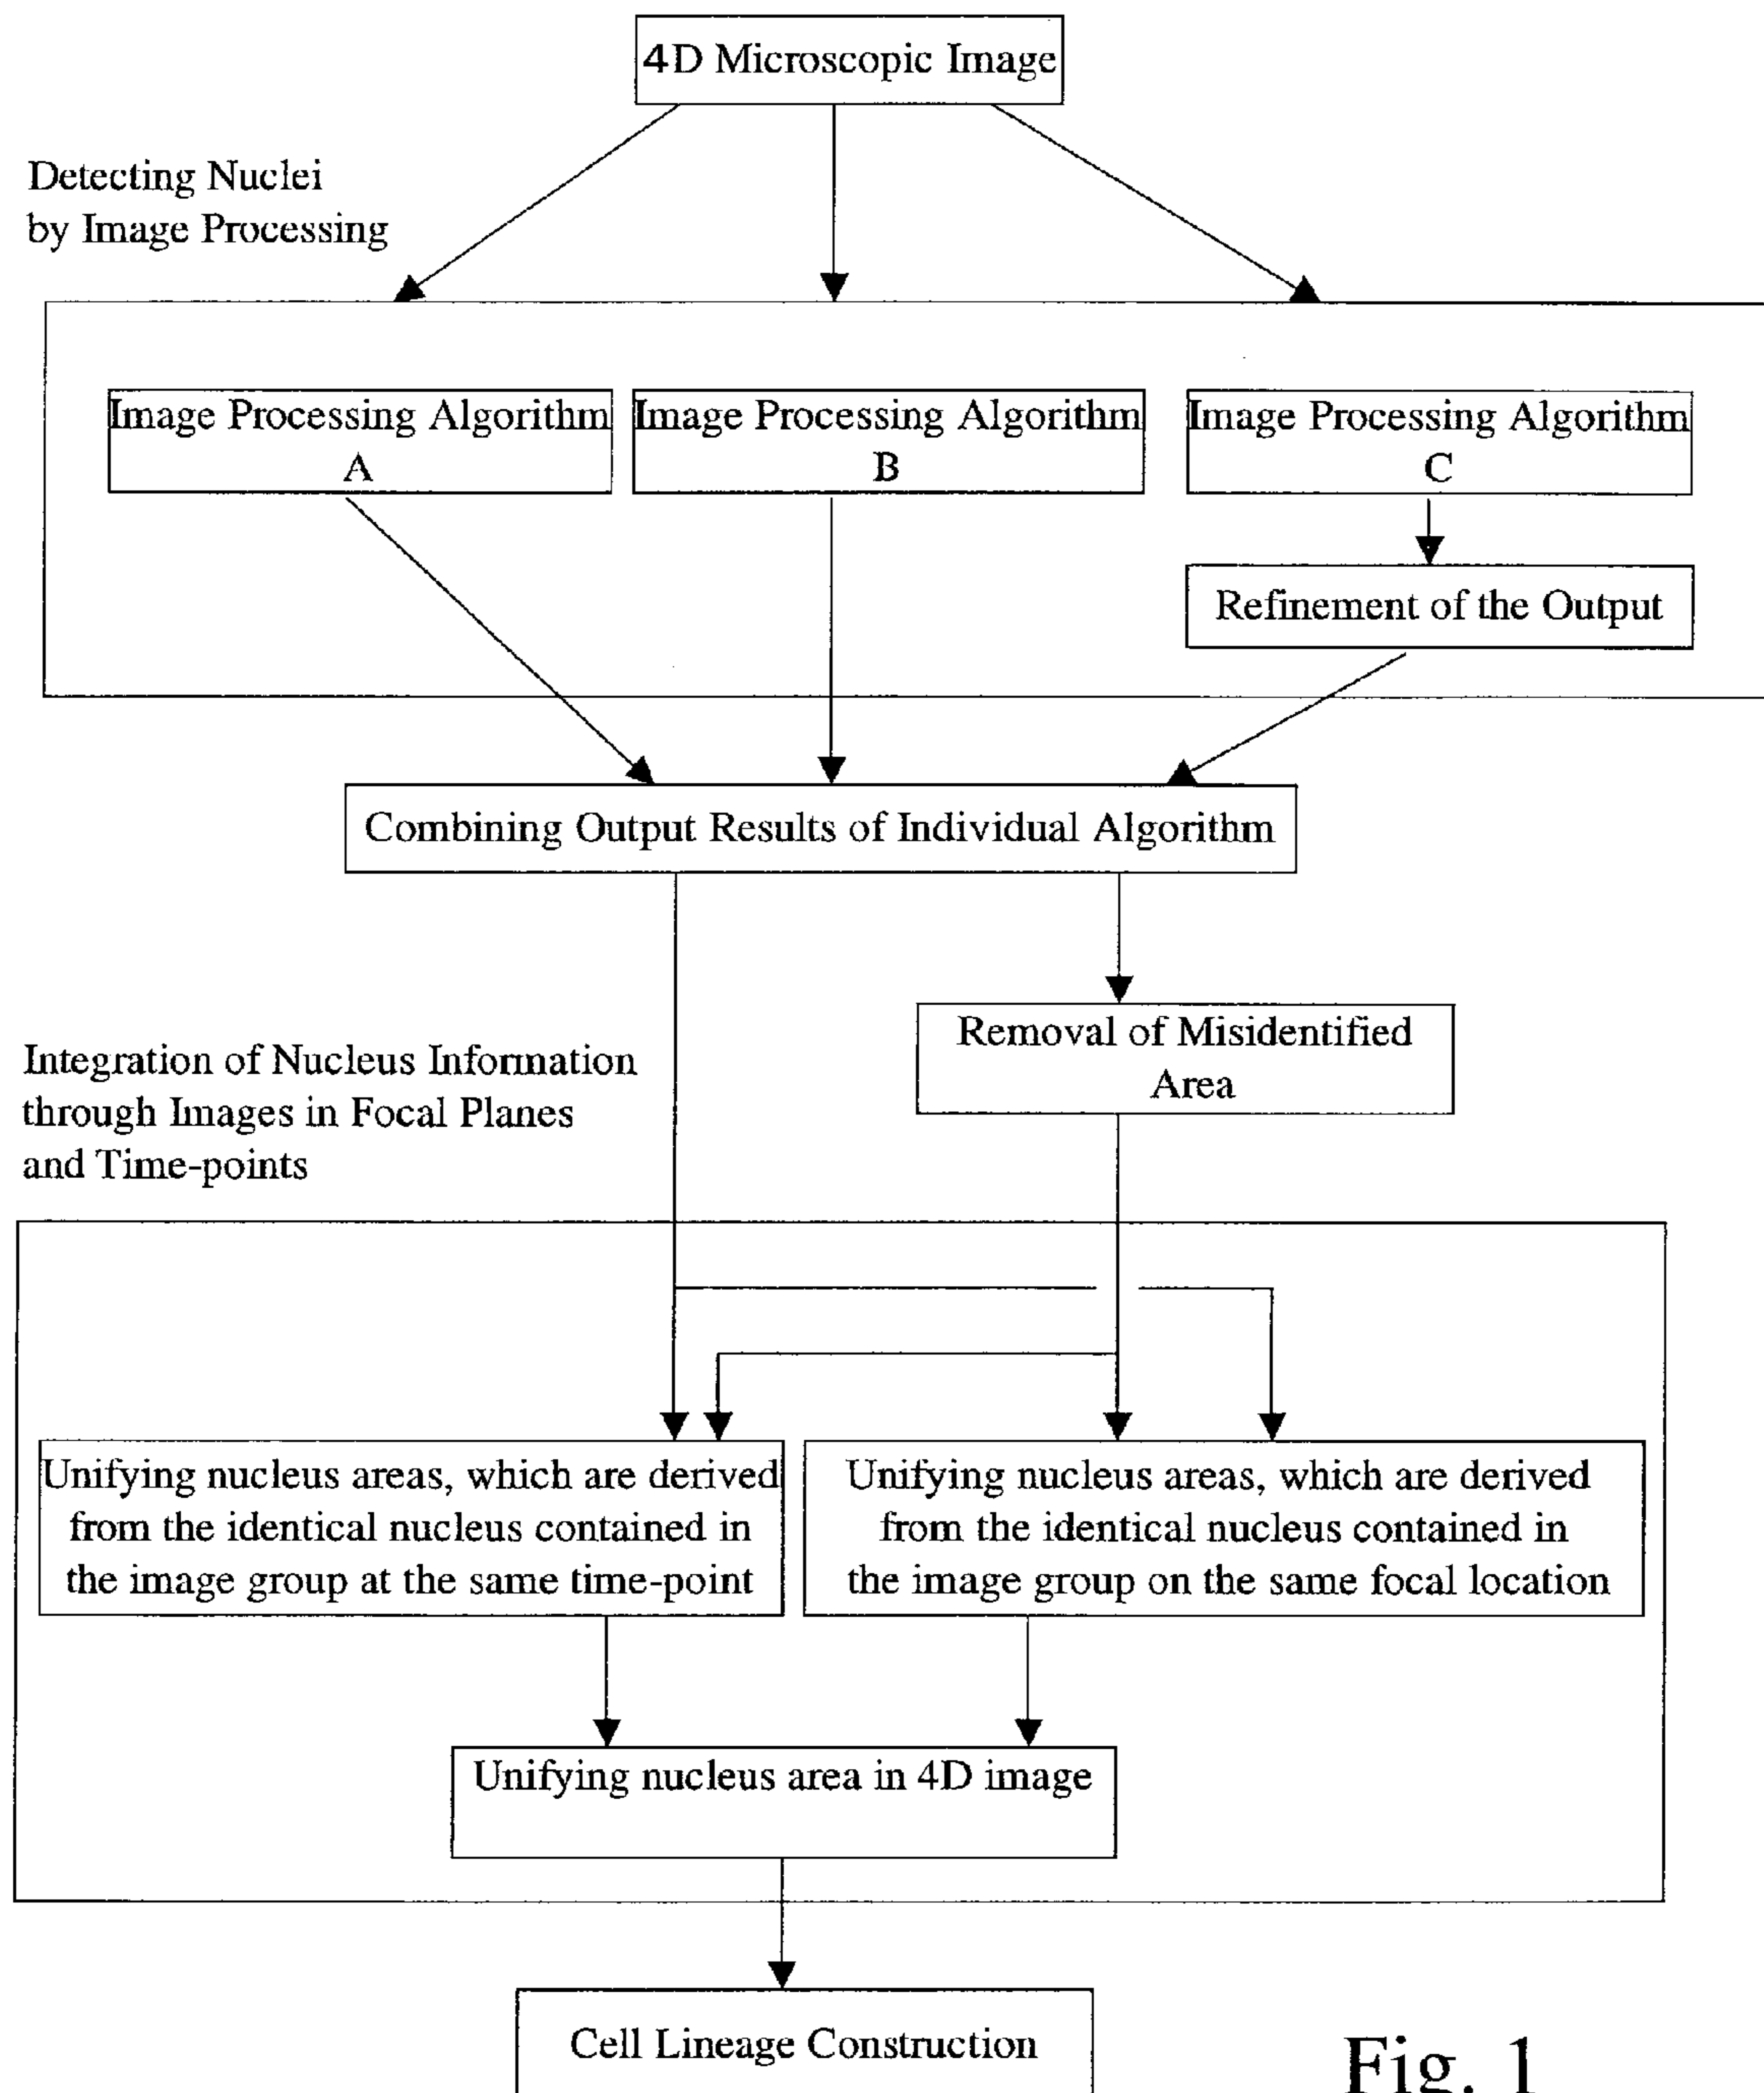 4D Microscopic Image
Detecting Nuclei
by Image Processing
Image Processing Algorithm
A
Image Processing Algorithm
B
Image Processing Algorithm
C
Refinement of the Output
Combining Output Results of Individual Algorithm
Removal of Misidentified
Area
Integration of Nucleus Information
through Images in Focal Planes
and Time-points
Unifying nucleus areas, which are derived
from the identical nucleus contained in
the image group at the same time-point
Unifying nucleus areas, which are derived
from the identical nucleus contained in
the image group on the same focal location
Unifying nucleus area in 4D image
Cell Lineage Construction
Fig. 1